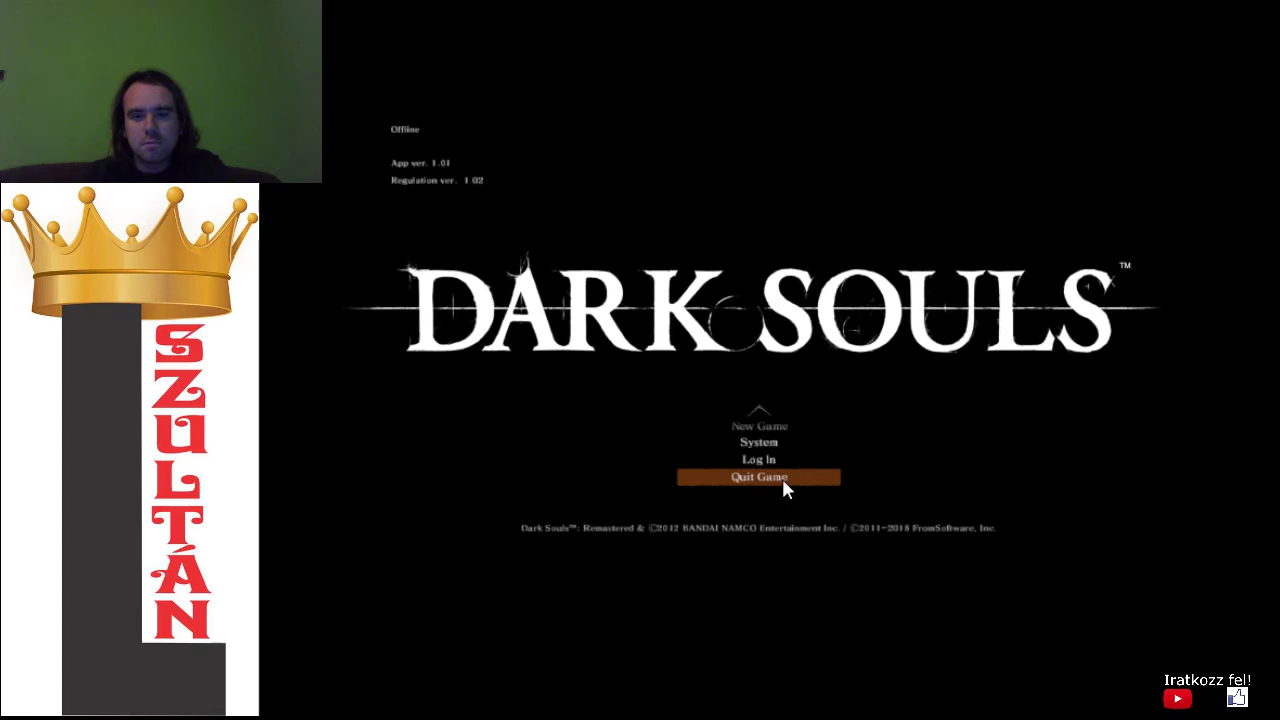 Offline
App ver. 1.01
Regulation ver. 1.02
DARK SOULS™
New Game
System
Log In
Quit Game
Dark Souls™: Remastered & ©2012 BANDAI NAMCO Entertainment Inc. / ©2011-2018 FromSoftware, Inc.
L
SZULTÁN
Iratkozz fel!